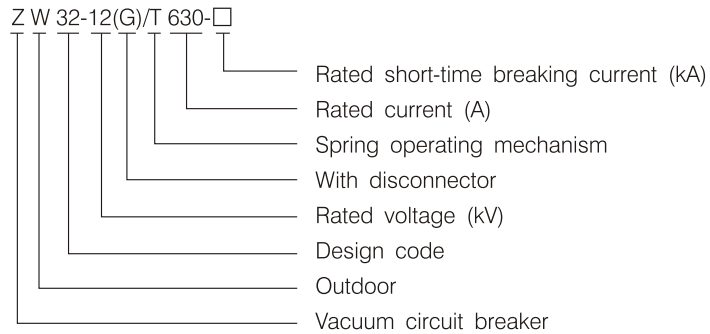 Z W 32-12(G)/T 630-□
Rated short-time breaking current (kA)
Rated current (A)
Spring operating mechanism
With disconnector
Rated voltage (kV)
Design code
Outdoor
Vacuum circuit breaker